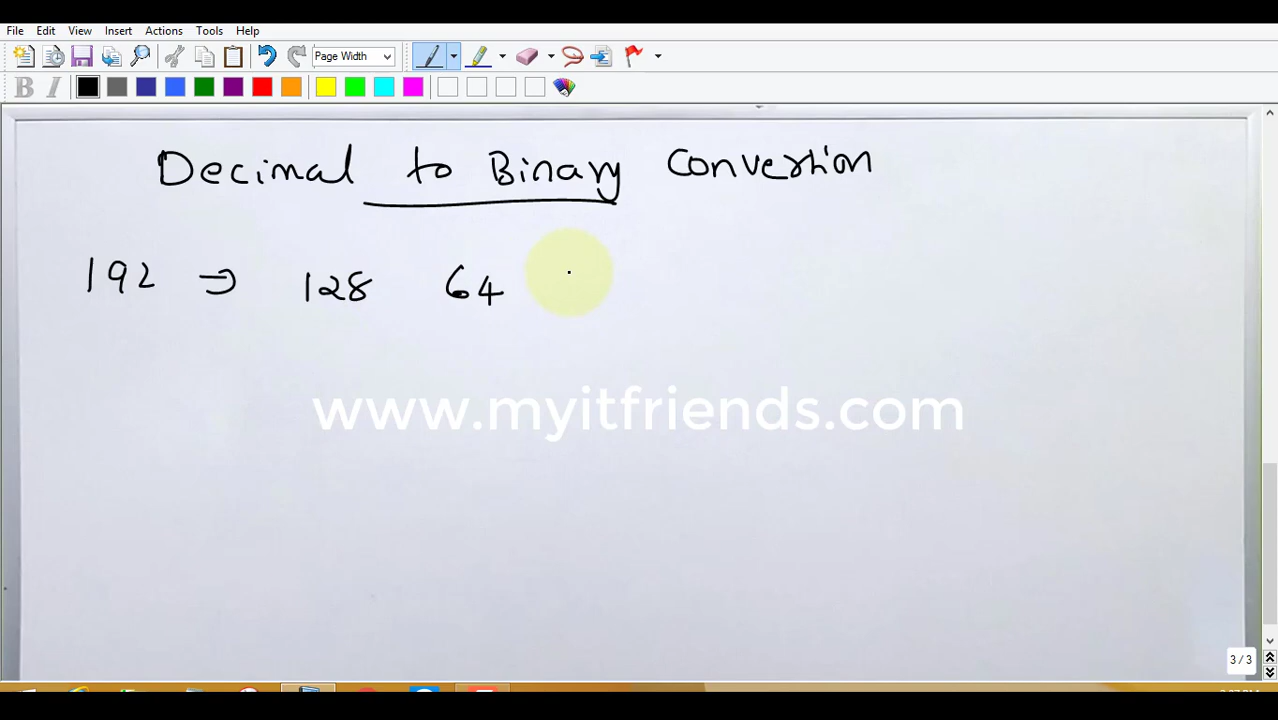 File Edit View Insert Actions Tools Help
Page Width
B I
Decimal to Binary Convertion
192 ⇒ 128 64
www.myitfriends.com
3 / 3